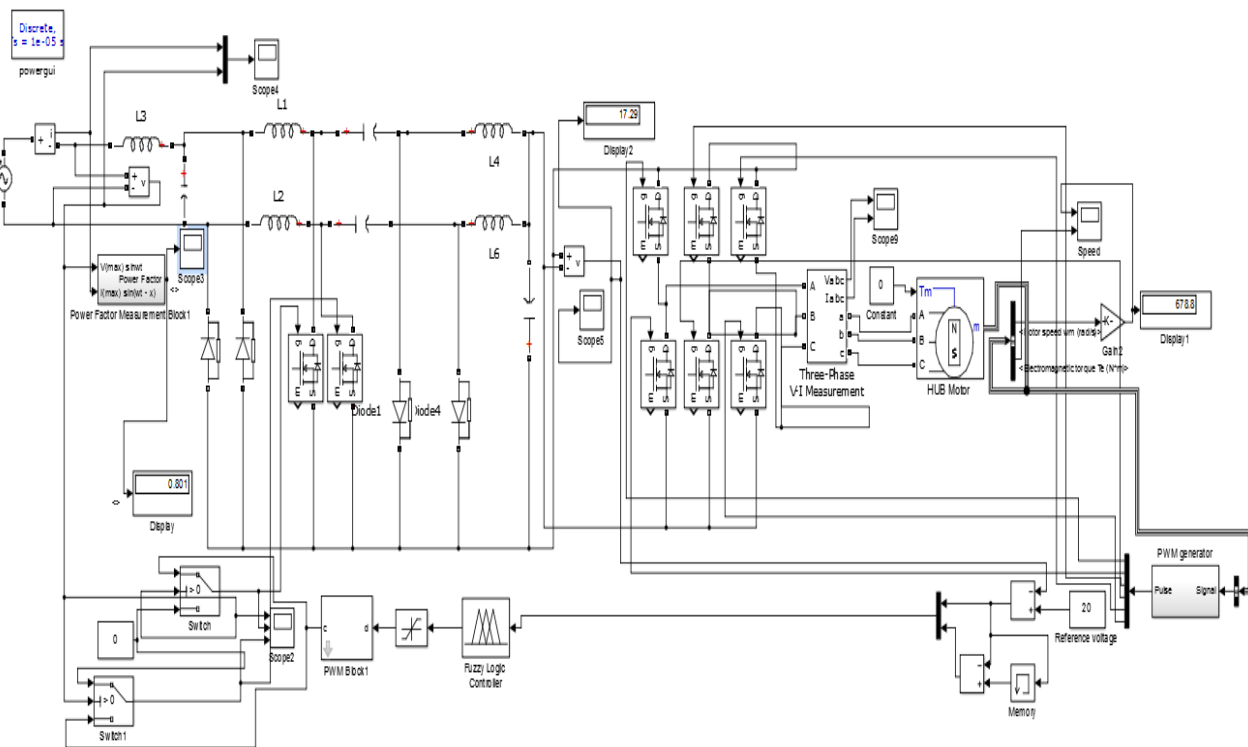 Discrete,
s = 1e-05 s
powergui
Scope4
L3
L1
L4
L2
L6
i
+
-
+
-
v
V(max) sinwt
Power Factor
I(max) sin(wt - x)
Power Factor Measurement Block1
Scope3
<>
17.29
Display2
+
-
v
Scope5
g
D
m
S
g
D
m
S
g
D
m
S
g
D
m
S
g
D
m
S
g
D
m
S
g
D
m
S
g
D
m
S
Scope9
Speed
A
B
C
Vabc
Iabc
a
b
c
Three-Phase
V-I Measurement
0
Constant
Tm
A
B
C
N
S
m
HUB Motor
<Rotor speed wm (rad/s)>
<Electromagnetic torque Te (N*m)>
-K-
Gain2
678.8
Display1
Diode1
Diode4
<>
0.801
Display
> 0
Switch
0
> 0
Switch1
Scope2
c
d
PWM Block1
Fuzzy Logic
Controller
-
+
20
Reference voltage
-
+
Memory
PWM generator
Pulse
Signal